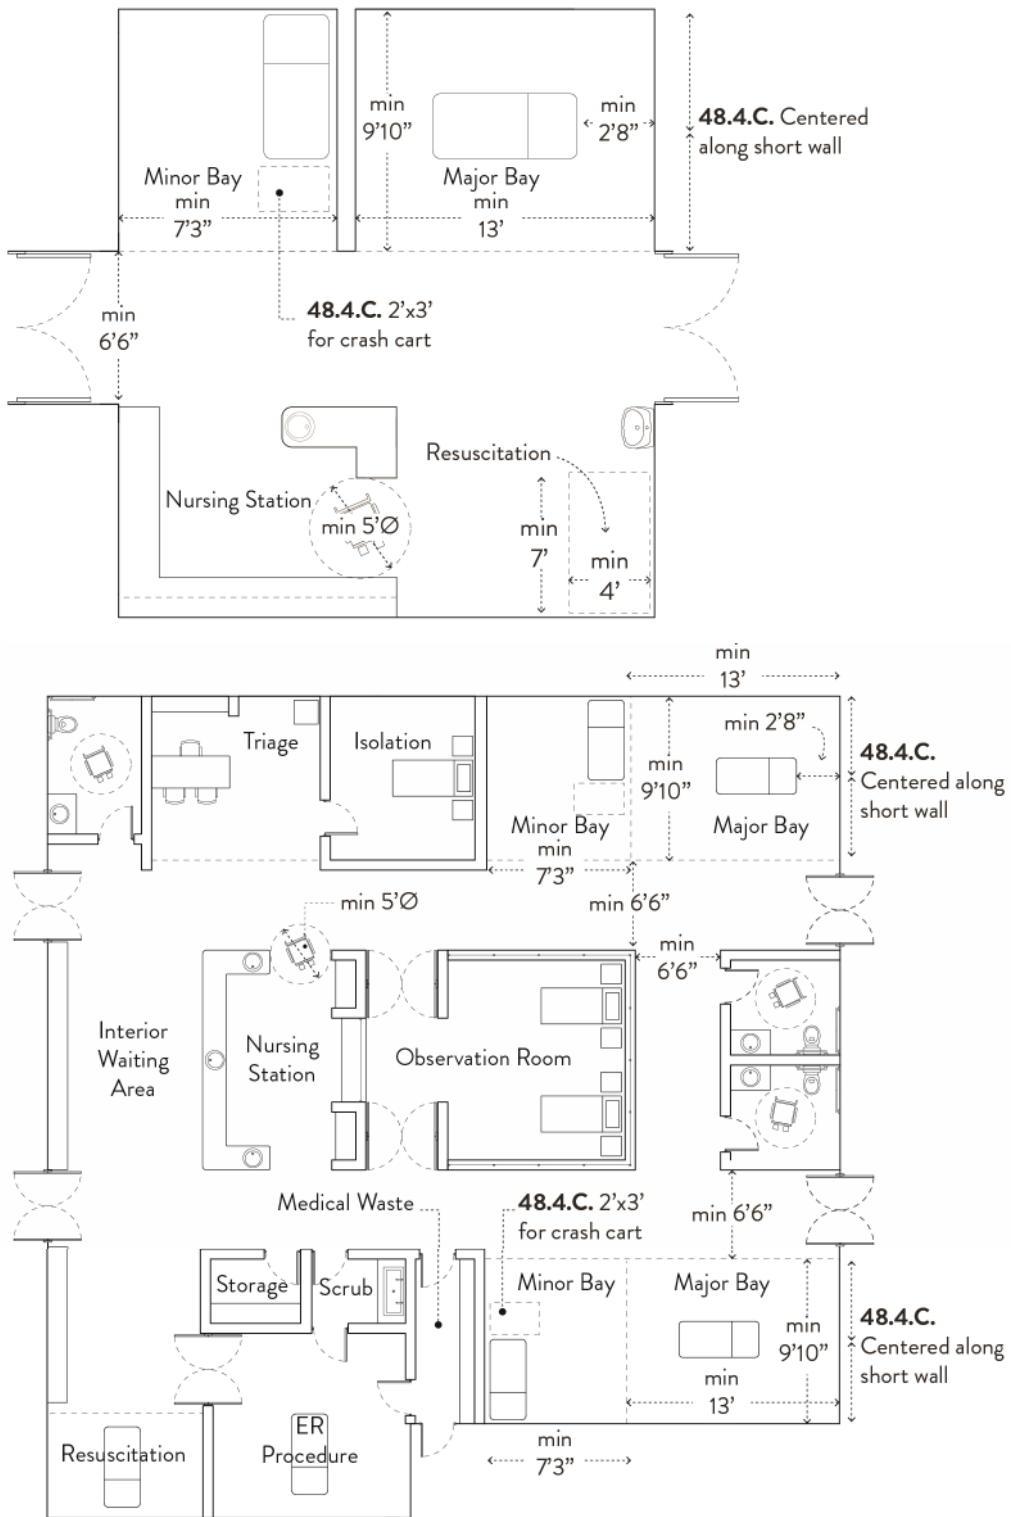 min
9'10"
min
2'8"
48.4.C. Centered
along short wall
Minor Bay
min
7'3"
Major Bay
min
13'
min
6'6"
48.4.C. 2'x3'
for crash cart
Resuscitation
Nursing Station
min 5'Ø
min
7'
min
4'
min
13'
Triage
Isolation
min 2'8"
48.4.C.
Centered along
short wall
min
9'10"
Minor Bay
min
7'3"
Major Bay
min 5'Ø
min 6'6"
min
6'6"
Interior
Waiting
Area
Nursing
Station
Observation Room
Medical Waste
48.4.C. 2'x3'
for crash cart
min 6'6"
Storage
Scrub
Minor Bay
Major Bay
48.4.C.
Centered along
short wall
min
9'10"
min
13'
Resuscitation
ER
Procedure
min
7'3"